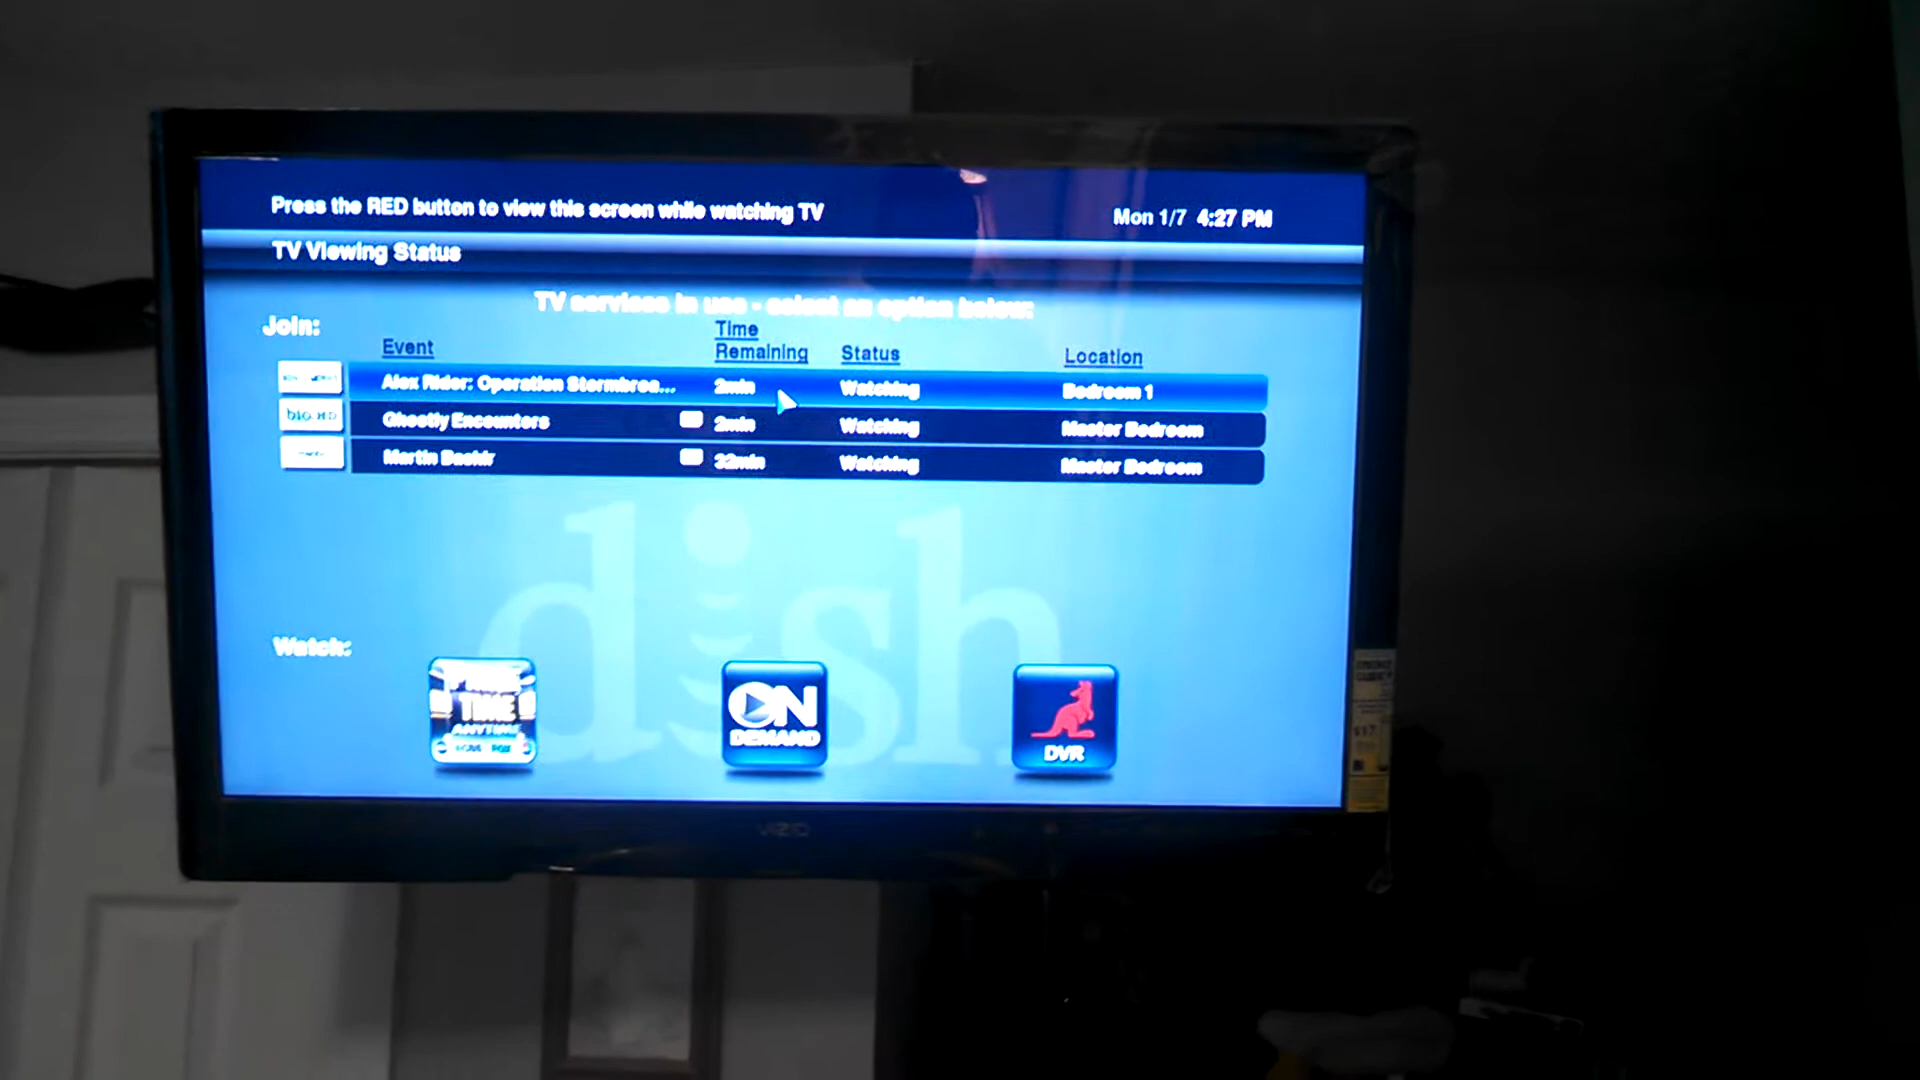 Press the RED button to view this screen while watching TV
Mon 1/7 4:27 PM
TV Viewing Status
TV services in use - select an option below:
Join:
Event Time Remaining Status Location
Alex Rider: Operation Stormbrea... 2min Watching Bedroom 1
bio HD Ghostly Encounters 2min Watching Master Bedroom
Martin Bashir 32min Watching Master Bedroom
dish
Watch:
PRIME TIME ANYTIME
ON DEMAND
DVR
VIZIO